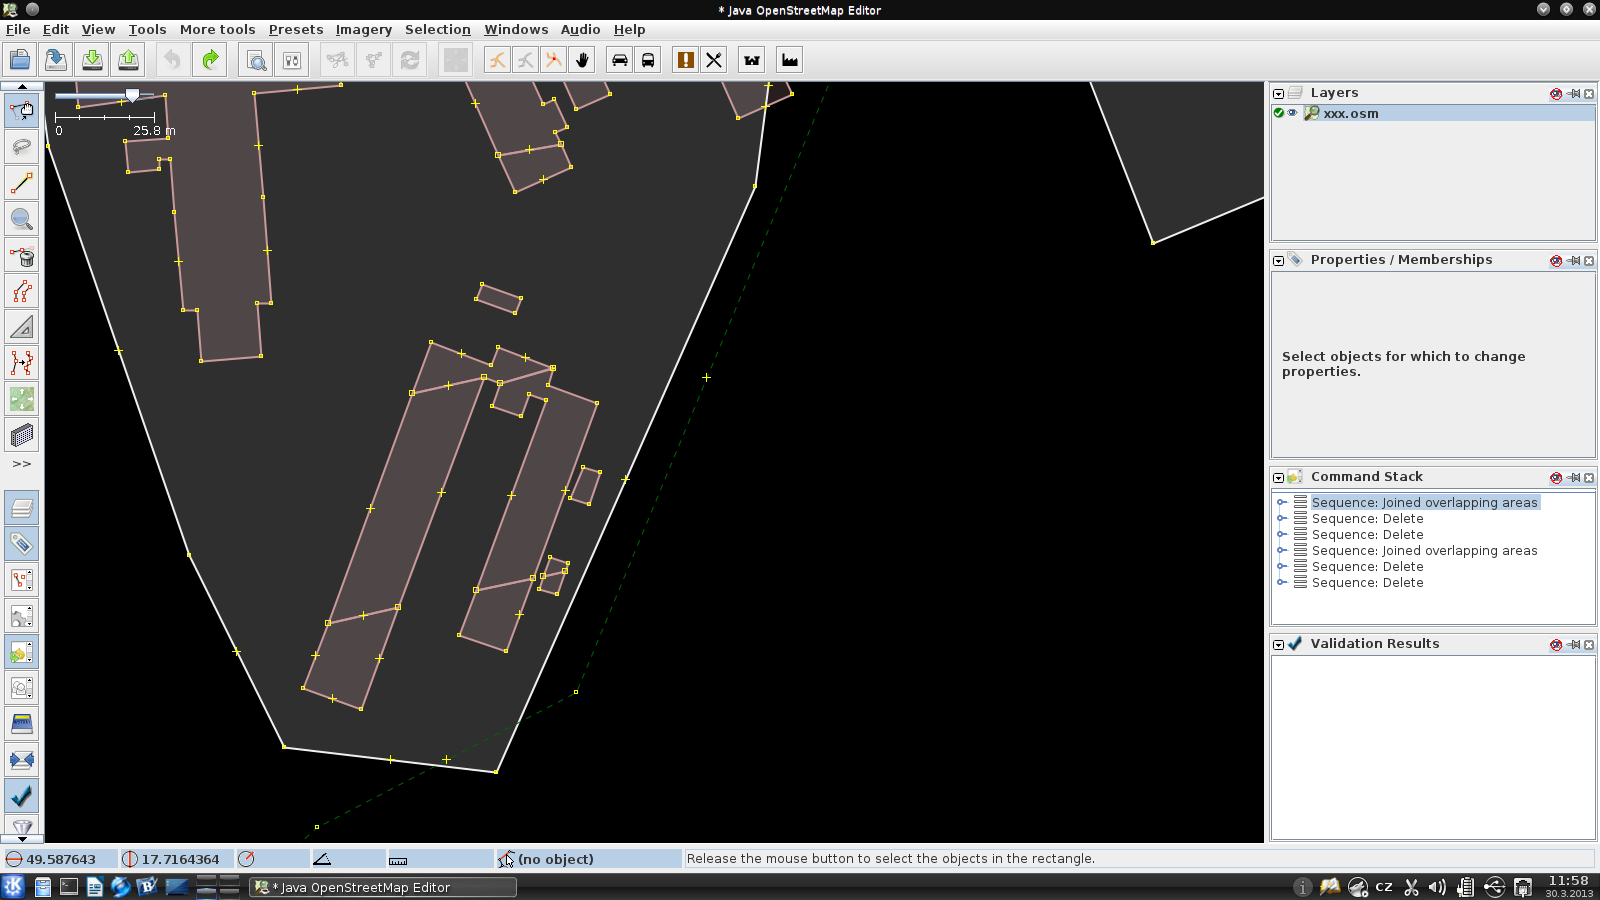 * Java OpenStreetMap Editor
File Edit View Tools More tools Presets Imagery Selection Windows Audio Help
0 25.8 m
>>
Layers
xxx.osm
Properties / Memberships
Select objects for which to change
properties.
Command Stack
Sequence: Joined overlapping areas
Sequence: Delete
Sequence: Delete
Sequence: Joined overlapping areas
Sequence: Delete
Sequence: Delete
Validation Results
49.587643 17.7164364 (no object) Release the mouse button to select the objects in the rectangle.
* Java OpenStreetMap Editor
cz
11:58
30.3.2013